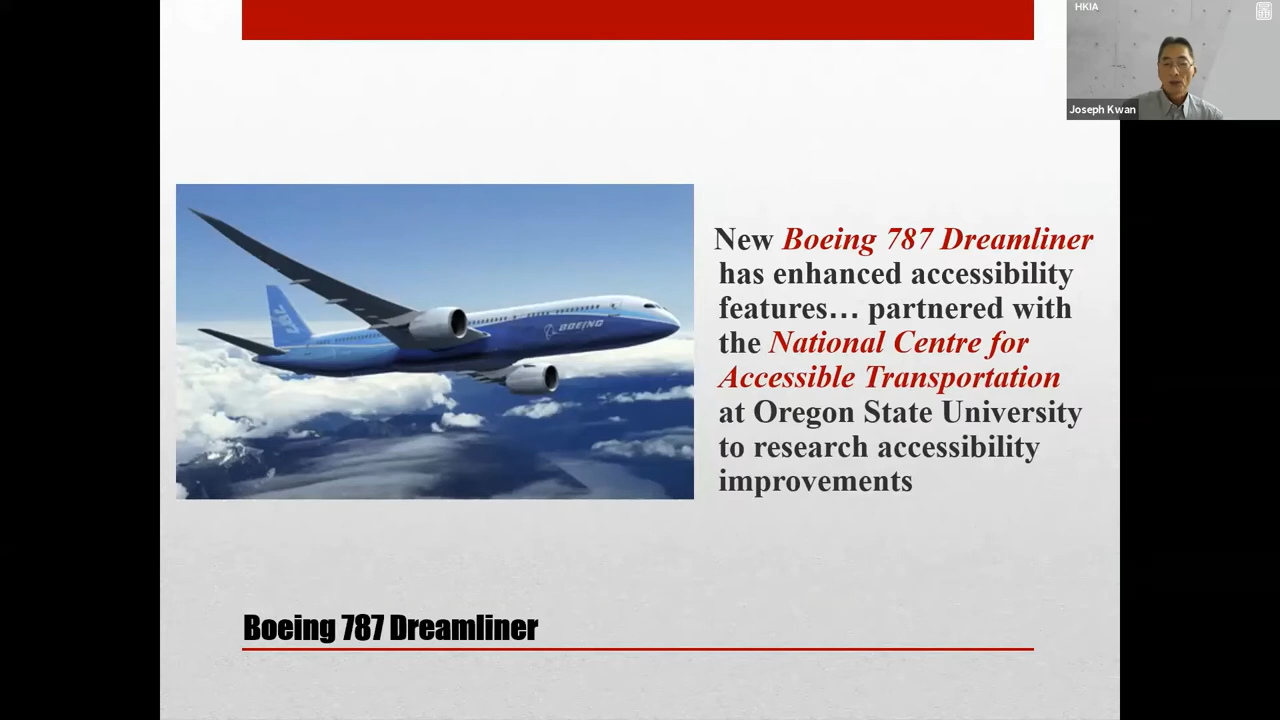 HKIA
Joseph Kwan
New Boeing 787 Dreamliner
has enhanced accessibility
features… partnered with
the National Centre for
Accessible Transportation
at Oregon State University
to research accessibility
improvements
BOEING
Boeing 787 Dreamliner